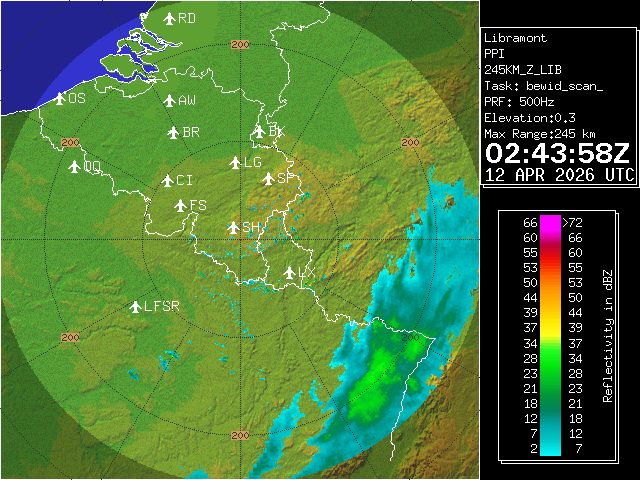 Libramont
PPI
245KM_Z_LIB
Task: bewid_scan_
PRF: 500Hz
Elevation:0.3
Max Range:245 km
02:43:58Z
12 APR 2026 UTC
RD
200
OS
AW
BR
BK
200
200
OQ
LG
CI
SP
FS
SH
LX
LFSR
200
200
200
66 >72
60 66
55 60
53 55
50 53
44 50
39 44
37 39
34 37
28 34
23 28
21 23
18 21
12 18
7 12
2 7
Reflectivity in dBZ